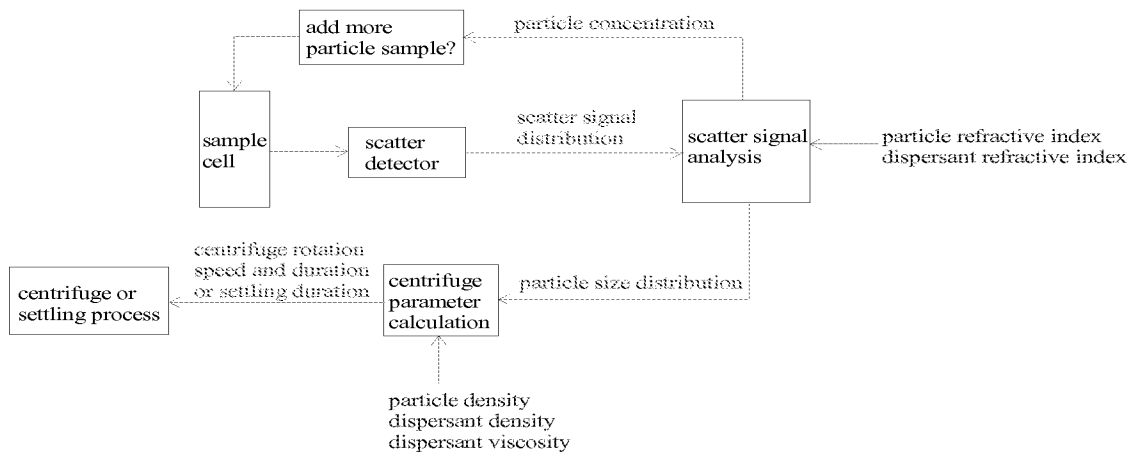 add more
particle sample?
particle concentration
sample
cell
scatter
detector
scatter signal
distribution
scatter signal
analysis
particle refractive index
dispersant refractive index
centrifuge rotation
speed and duration
or settling duration
centrifuge or
settling process
centrifuge
parameter
calculation
particle size distribution
particle density
dispersant density
dispersant viscosity